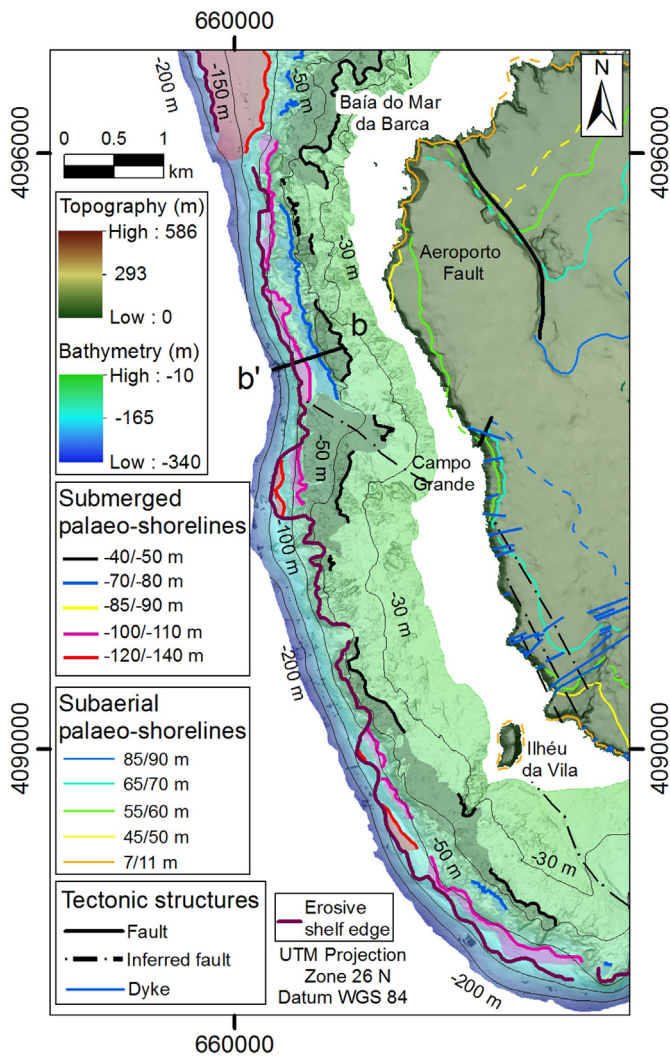 660000
-200 m
-150 m
-50 m
Baía do Mar
da Barca
N
4096000
4096000
0 0.5 1
km
Topography (m)
High : 586
293
Low : 0
Bathymetry (m)
High : -10
-165
Low : -340
-30 m
Aeroporto
Fault
b
b'
-50 m
Campo
Grande
-100 m
-30 m
-200 m
Submerged
palaeo-shorelines
-40/-50 m
-70/-80 m
-85/-90 m
-100/-110 m
-120/-140 m
Subaerial
palaeo-shorelines
85/90 m
65/70 m
55/60 m
45/50 m
7/11 m
4090000
4090000
Ilhéu
da Vila
-50 m
-30 m
Tectonic structures
Fault
Inferred fault
Dyke
Erosive
shelf edge
UTM Projection
Zone 26 N
Datum WGS 84
-200 m
660000